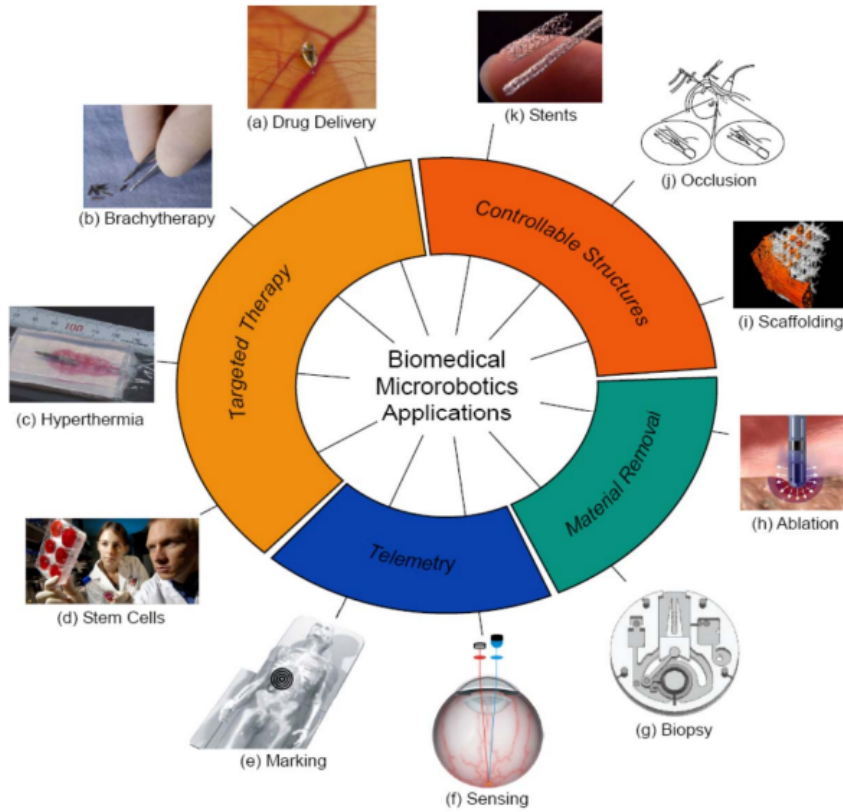 (a) Drug Delivery
(k) Stents
(j) Occlusion
(b) Brachytherapy
Controllable Structures
(i) Scaffolding
Targeted Therapy
Biomedical
Microrobotics
Applications
(c) Hyperthermia
Material Removal
(h) Ablation
Telemetry
(d) Stem Cells
(g) Biopsy
(e) Marking
(f) Sensing